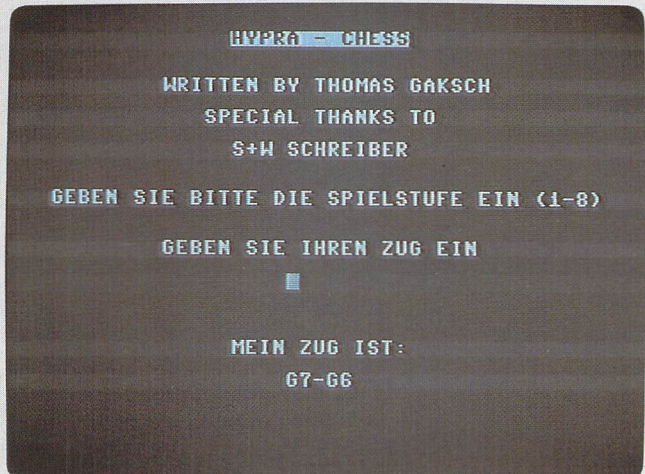 HYPRA - CHESS
WRITTEN BY THOMAS GAKSCH
SPECIAL THANKS TO
S+W SCHREIBER
GEBEN SIE BITTE DIE SPIELSTUFE EIN (1-8)
GEBEN SIE IHREN ZUG EIN
MEIN ZUG IST:
G7-G6